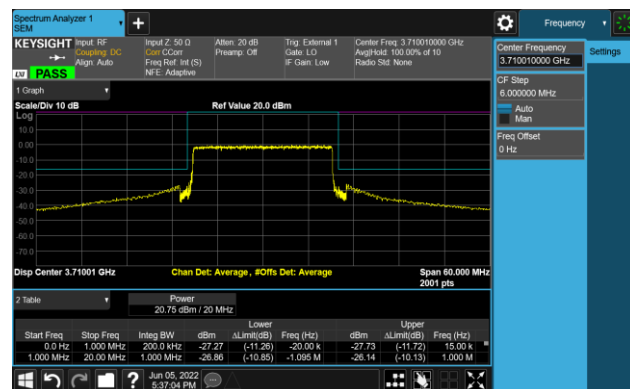 Spectrum Analyzer 1
SEM
Frequency
KEYSIGHT
Input: RF
Coupling: DC
Align: Auto
Input Z: 50 Ω
Corr CCorr
Freq Ref: Int (S)
NFE: Adaptive
Atten: 20 dB
Preamp: Off
Trig: External 1
Gate: LO
IF Gain: Low
Center Freq: 3.710010000 GHz
Avg|Hold: 100.00% of 10
Radio Std: None
LVI PASS
Center Frequency
3.710010000 GHz
Settings
CF Step
6.000000 MHz
Auto
Man
Freq Offset
0 Hz
1 Graph
Scale/Div 10 dB
Ref Value 20.0 dBm
Log
10.0
0.00
-10.0
-20.0
-30.0
-40.0
-50.0
-60.0
-70.0
Disp Center 3.71001 GHz
Chan Det: Average , #Offs Det: Average
Span 60.000 MHz
2001 pts
2 Table
Power
20.75 dBm / 20 MHz
Lower Upper
Start Freq Stop Freq Integ BW dBm ΔLimit(dB) Freq (Hz) dBm ΔLimit(dB) Freq (Hz)
0.0 Hz 1.000 MHz 200.0 kHz -27.27 (-11.26) -20.00 k -27.73 (-11.72) 15.00 k
1.000 MHz 20.00 MHz 1.000 MHz -26.86 (-10.85) -1.095 M -26.14 (-10.13) 1.000 M
?
Jun 05, 2022
5:37:04 PM